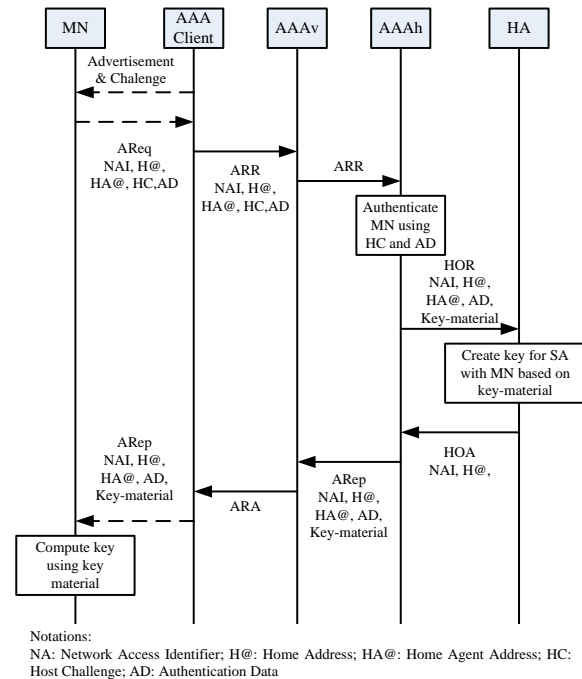 MN
AAA
Client
AAAv
AAAh
HA
Advertisement
& Chalenge
AReq
NAI, H@,
HA@, HC,AD
ARR
NAI, H@,
HA@, HC,AD
ARR
Authenticate
MN using
HC and AD
HOR
NAI, H@,
HA@, AD,
Key-material
Create key for SA
with MN based on
key-material
HOA
NAI, H@,
ARep
NAI, H@,
HA@, AD,
Key-material
ARA
ARep
NAI, H@,
HA@, AD,
Key-material
Compute key
using key
material
Notations:
NA: Network Access Identifier; H@: Home Address; HA@: Home Agent Address; HC:
Host Challenge; AD: Authentication Data